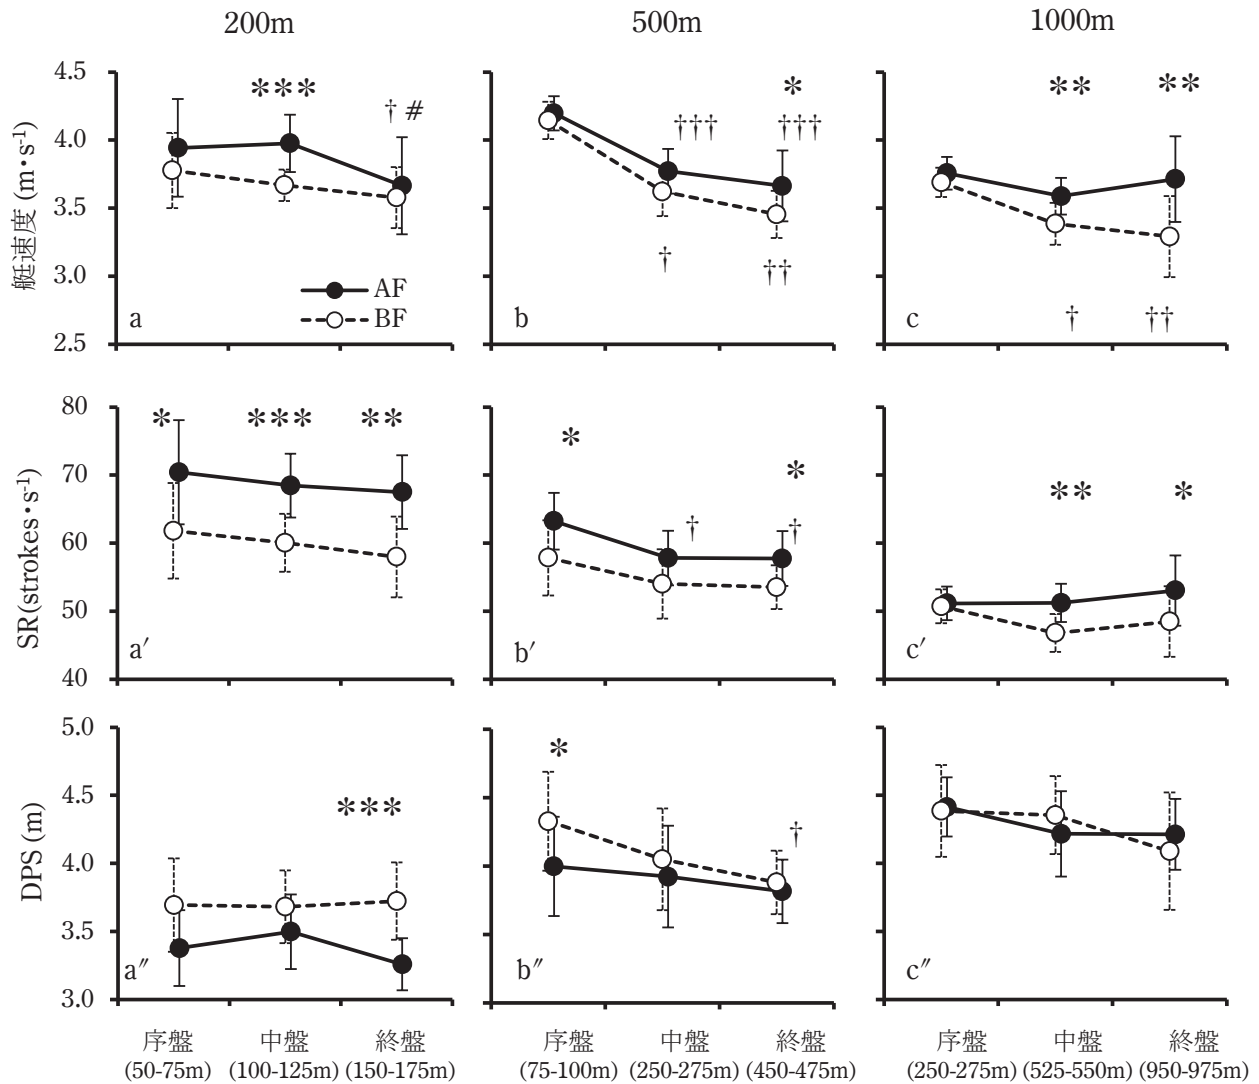 200m 500m 1000m
艇速度 (m・s-1)
4.5
4.0
3.5
3.0
2.5
***
† #
AF
BF
a
†††
*
†††
†
††
b
**
**
†
††
c
SR(strokes・s-1)
80
70
60
50
40
* *** **
a′
*
*
†
†
b′
** *
c′
DPS (m)
5.0
4.5
4.0
3.5
3.0
***
a″
*
†
b″
c″
序盤 中盤 終盤 序盤 中盤 終盤 序盤 中盤 終盤
(50-75m) (100-125m) (150-175m) (75-100m) (250-275m) (450-475m) (250-275m) (525-550m) (950-975m)